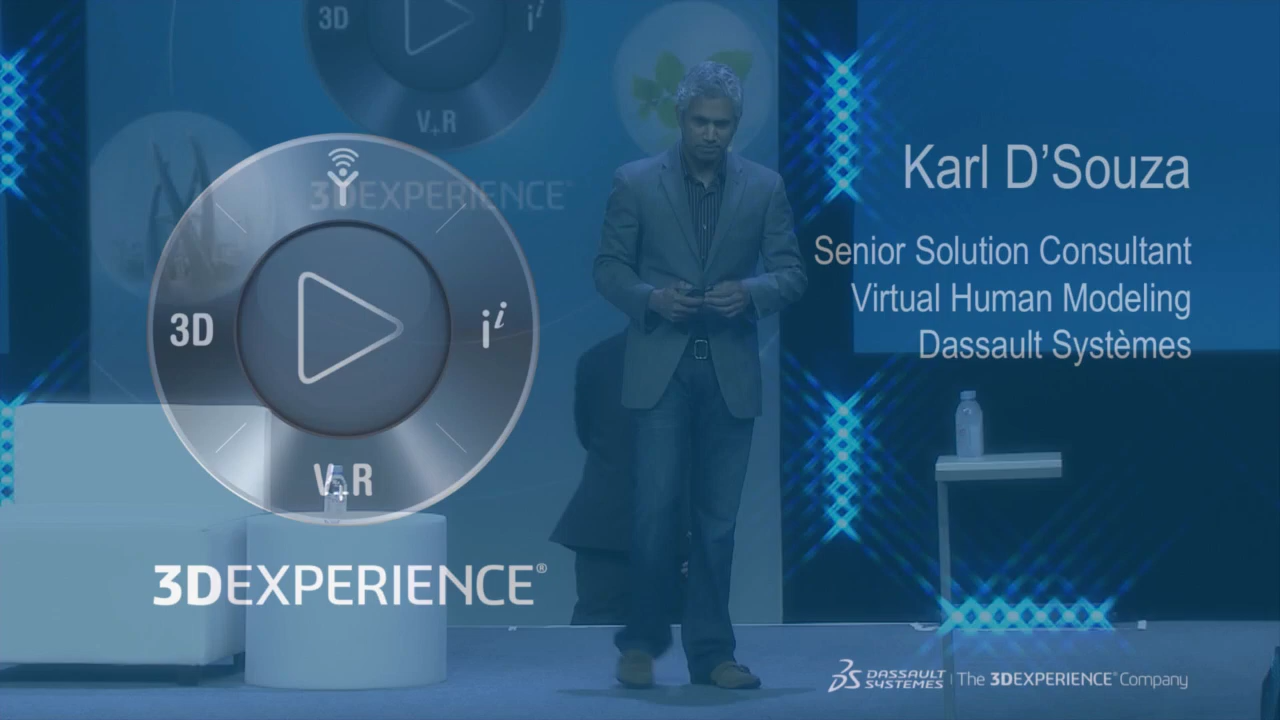 3D
i i
V+R
3DEXPERIENCE
3D
i i
V+R
3DEXPERIENCE®
Karl D'Souza
Senior Solution Consultant
Virtual Human Modeling
Dassault Systèmes
DASSAULT SYSTEMES | The 3DEXPERIENCE® Company